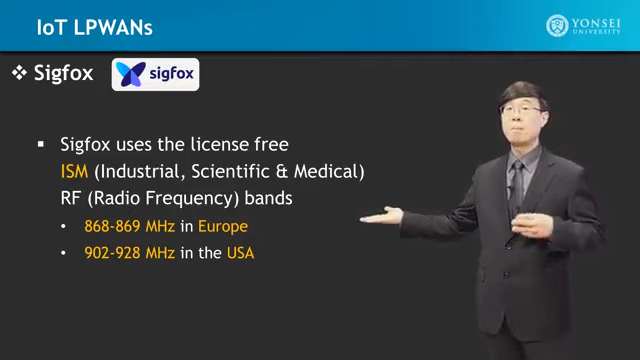 IoT LPWANs
YONSEI
UNIVERSITY
❖ Sigfox
sigfox
▪ Sigfox uses the license free
ISM (Industrial, Scientific & Medical)
RF (Radio Frequency) bands
• 868-869 MHz in Europe
• 902-928 MHz in the USA